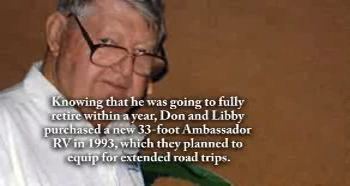 Knowing that he was going to fully
retire within a year, Don and Libby
purchased a new 33-foot Ambassador
RV in 1993, which they planned to
equip for extended road trips.